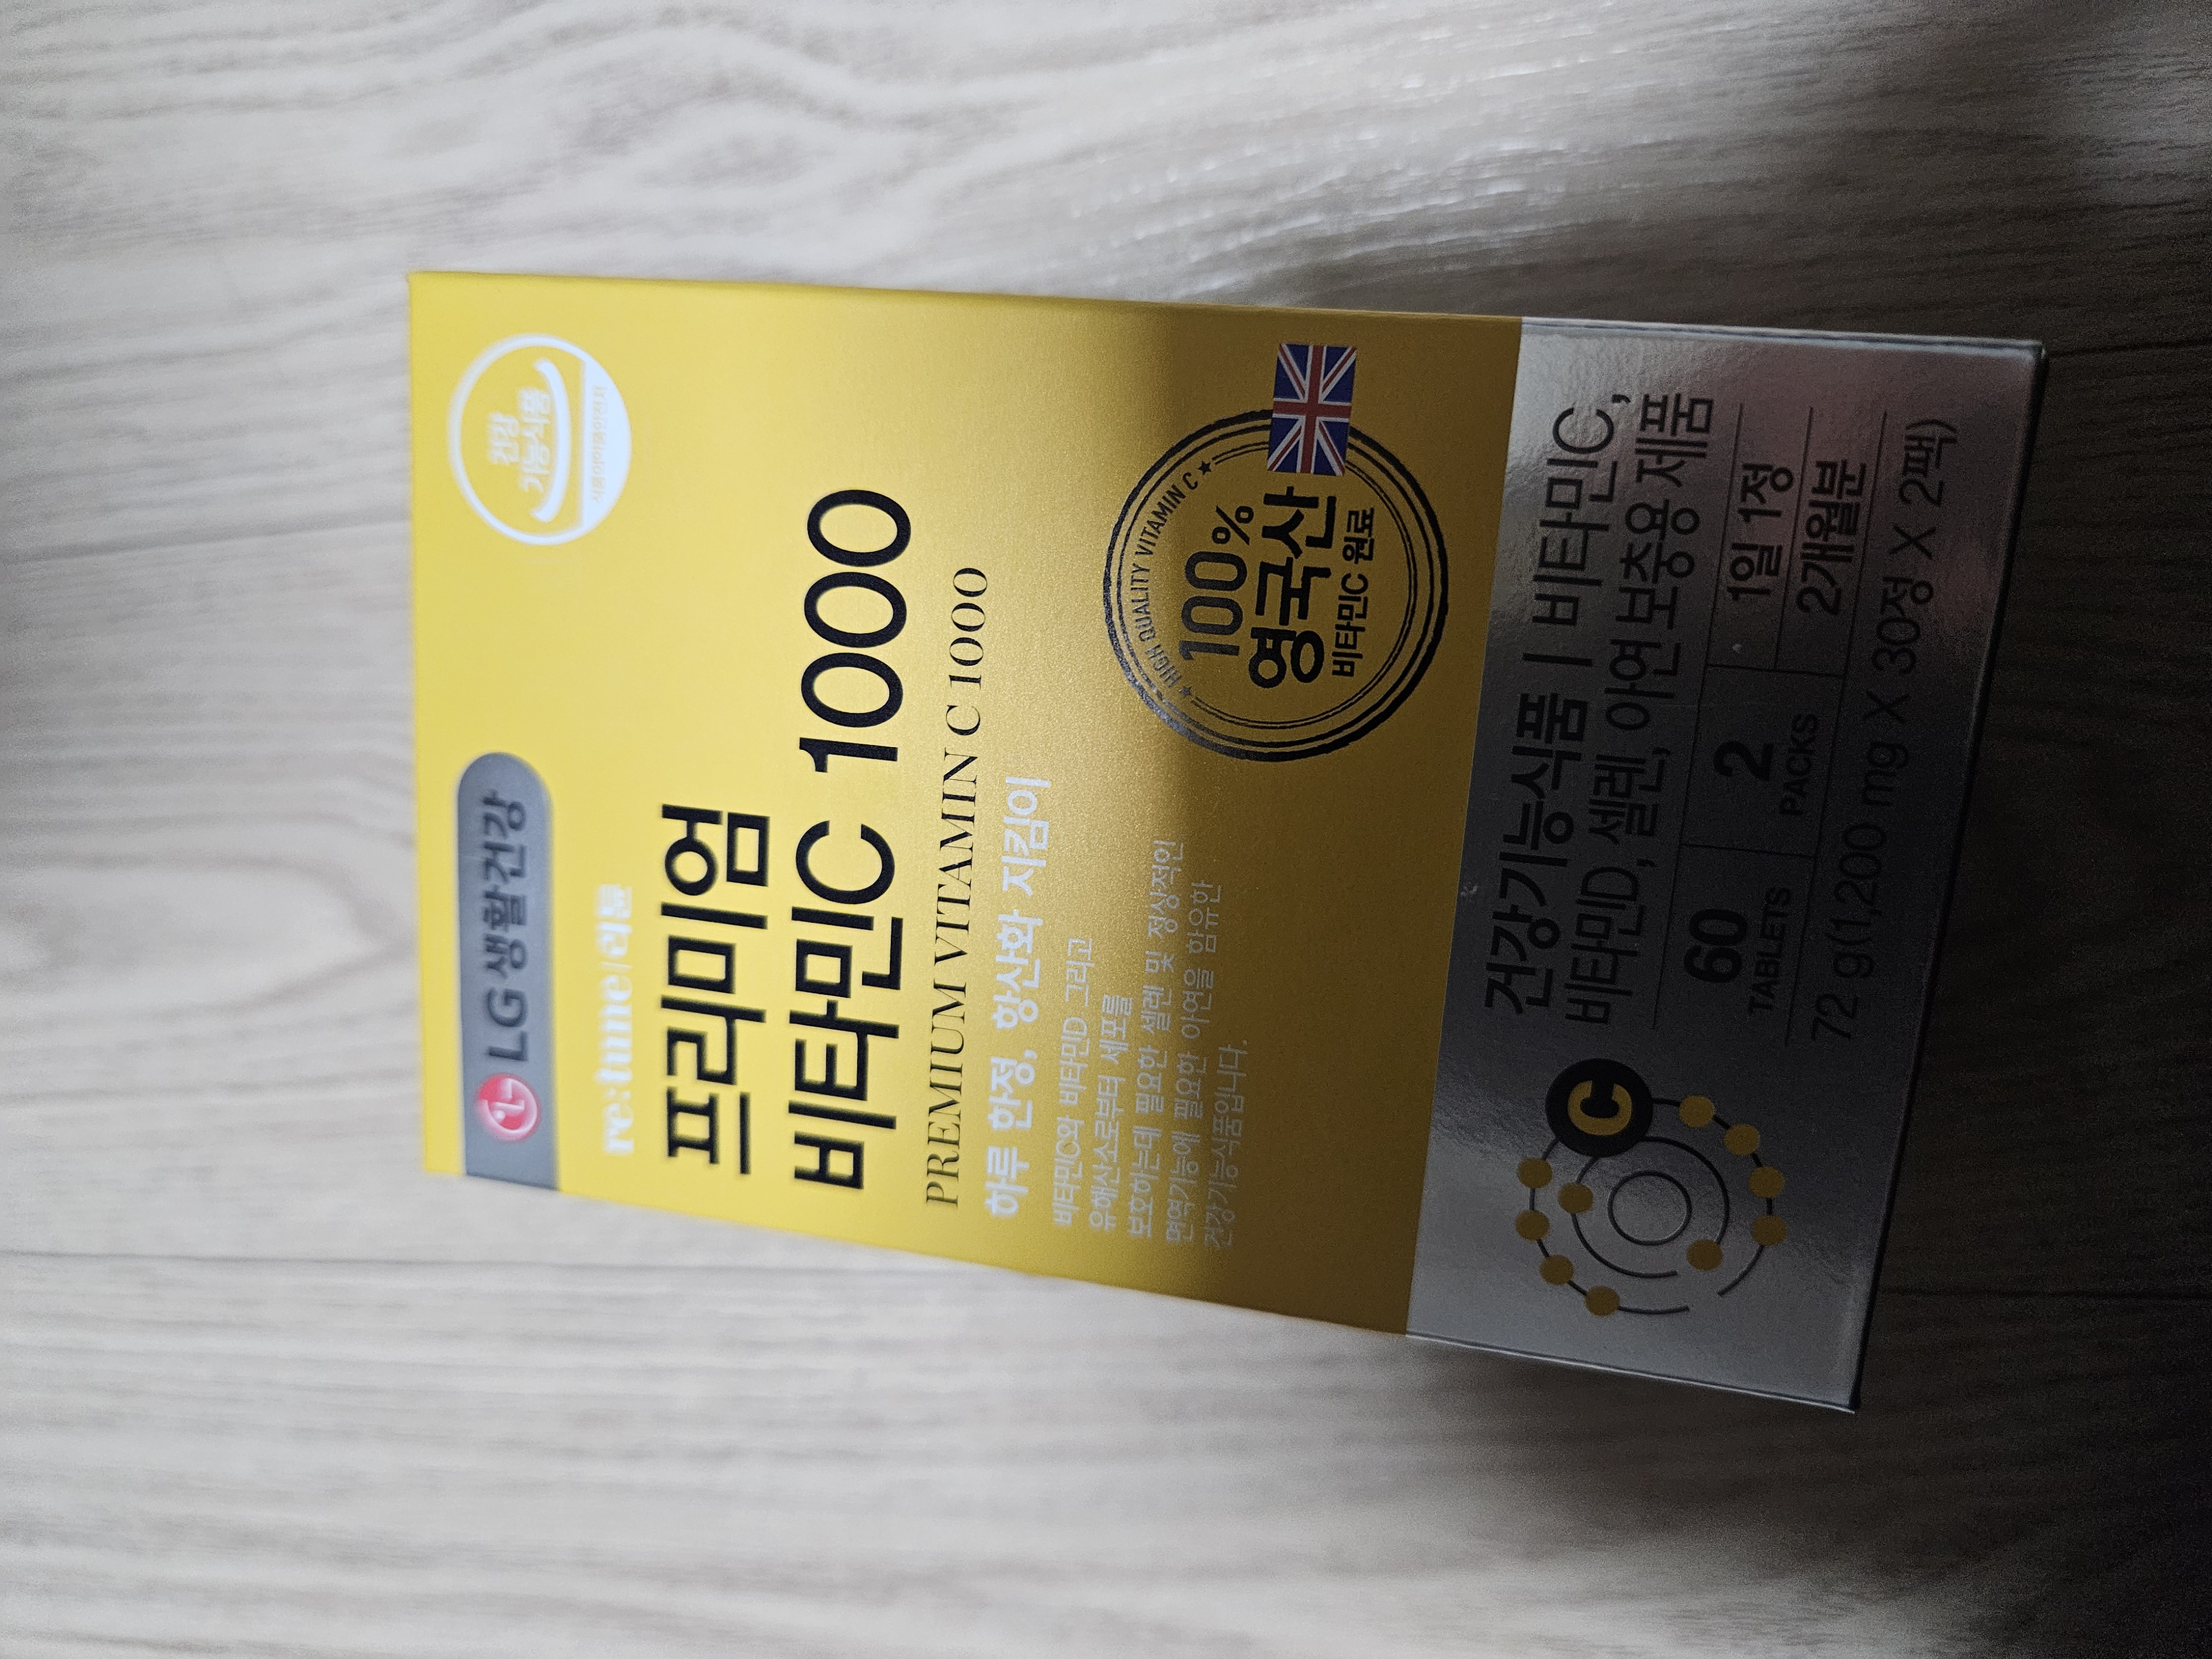 LG 생활건강
건강
기능식품
식품의약품안전처
re:tune|리튠
프리미엄
비타민C 1000
PREMIUM VITAMIN C 1000
하루 한정, 항산화 지킴이
비타민C와 비타민D 그리고
유해산소로부터 세포를
보호하는데 필요한 셀렌 및 정상적인
면역기능에 필요한 아연을 함유한
건강기능식품입니다.
★ HIGH QUALITY VITAMIN C ★
100%
영국산
비타민C 원료
C
건강기능식품 | 비타민C,
비타민D, 셀렌, 아연 보충용 제품
60
TABLETS
2
PACKS
1일 1정
2개월분
72 g(1,200 mg X 30정 X 2팩)